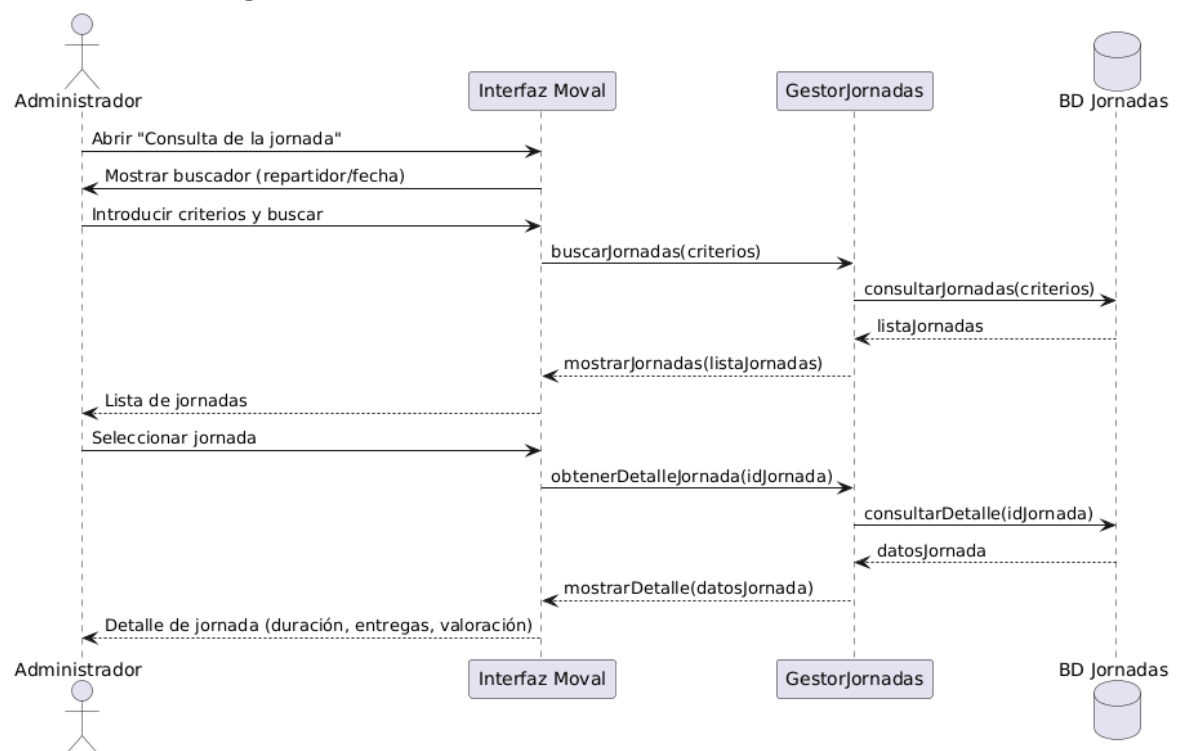 Administrador
Interfaz Moval
GestorJornadas
BD Jornadas
Abrir "Consulta de la jornada"
Mostrar buscador (repartidor/fecha)
Introducir criterios y buscar
buscarJornadas(criterios)
consultarJornadas(criterios)
listaJornadas
mostrarJornadas(listaJornadas)
Lista de jornadas
Seleccionar jornada
obtenerDetalleJornada(idJornada)
consultarDetalle(idJornada)
datosJornada
mostrarDetalle(datosJornada)
Detalle de jornada (duración, entregas, valoración)
Administrador
Interfaz Moval
GestorJornadas
BD Jornadas